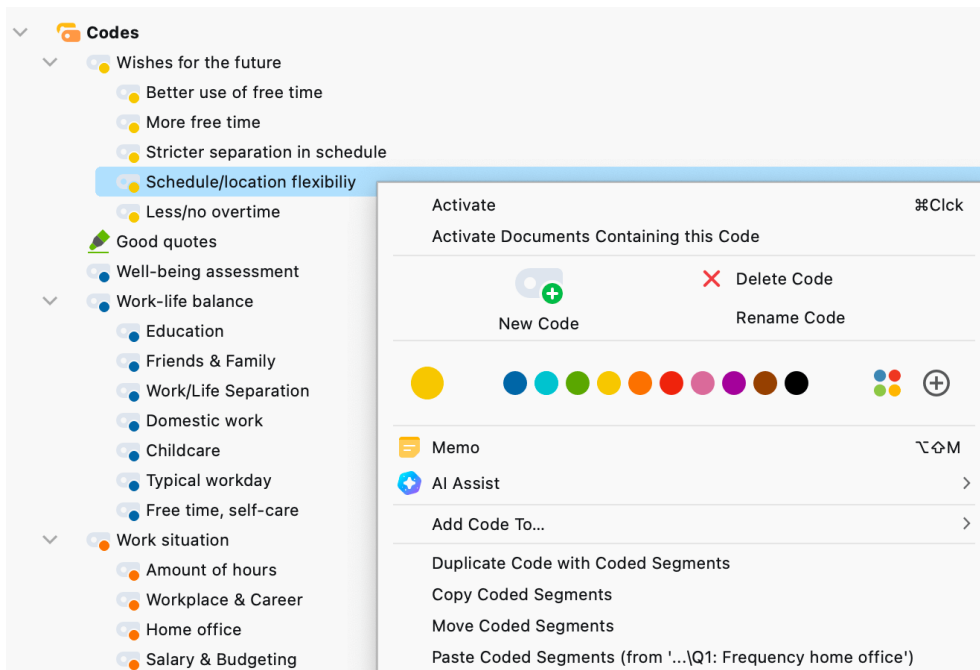 Codes
Wishes for the future
Better use of free time
More free time
Stricter separation in schedule
Schedule/location flexibiliy
Less/no overtime
Good quotes
Well-being assessment
Work-life balance
Education
Friends & Family
Work/Life Separation
Domestic work
Childcare
Typical workday
Free time, self-care
Work situation
Amount of hours
Workplace & Career
Home office
Salary & Budgeting
Activate ⌘Clck
Activate Documents Containing this Code
New Code
Delete Code
Rename Code
Memo ⌥⇧M
AI Assist
Add Code To...
Duplicate Code with Coded Segments
Copy Coded Segments
Move Coded Segments
Paste Coded Segments (from '...\Q1: Frequency home office')